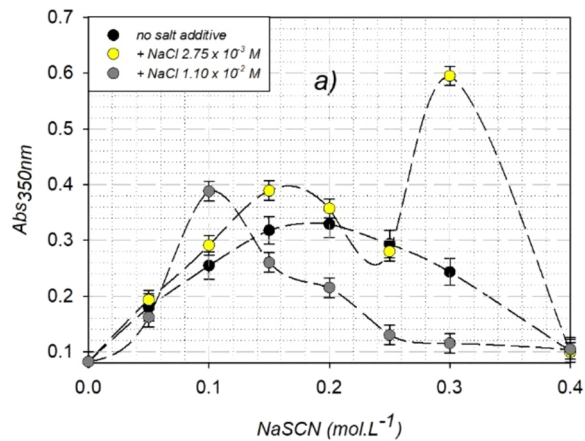 0.7
no salt additive
+ NaCl 2.75 x 10⁻³ M
+ NaCl 1.10 x 10⁻² M
a)
0.6
0.5
0.4
0.3
0.2
0.1
Abs350nm
0.0 0.1 0.2 0.3 0.4
NaSCN (mol.L⁻¹)